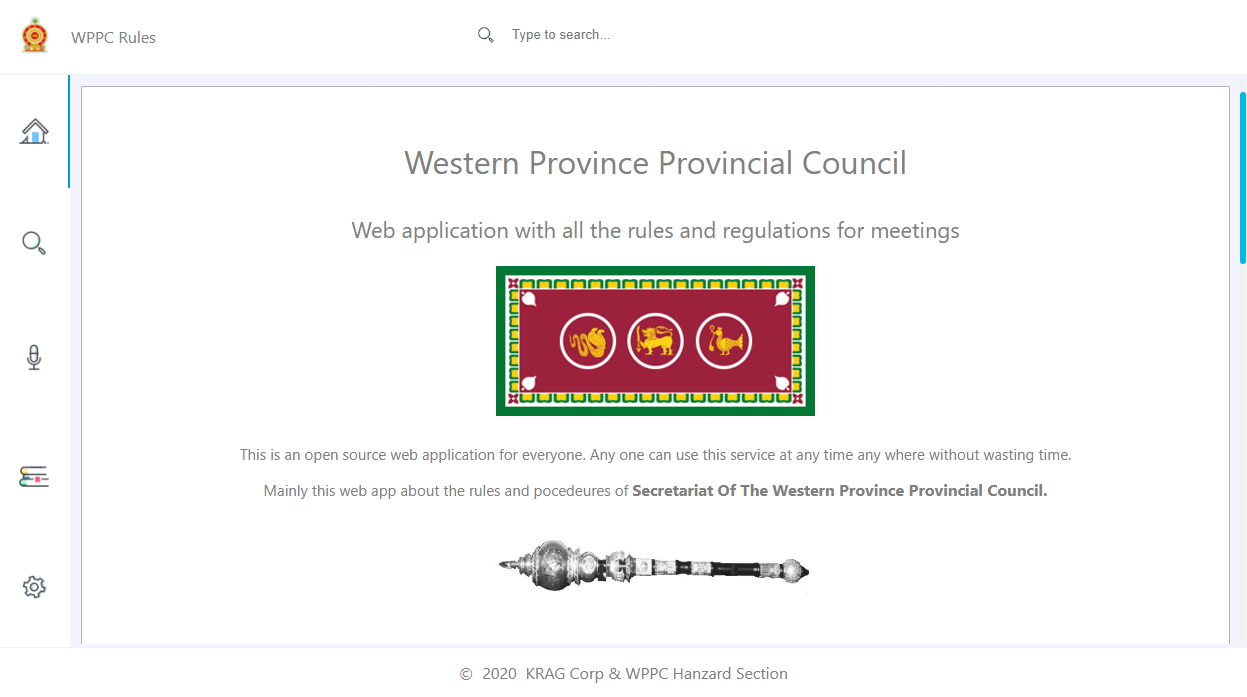 WPPC Rules
Type to search...
Western Province Provincial Council
Web application with all the rules and regulations for meetings
This is an open source web application for everyone. Any one can use this service at any time any where without wasting time.
Mainly this web app about the rules and pocedeures of Secretariat Of The Western Province Provincial Council.
© 2020 KRAG Corp & WPPC Hanzard Section